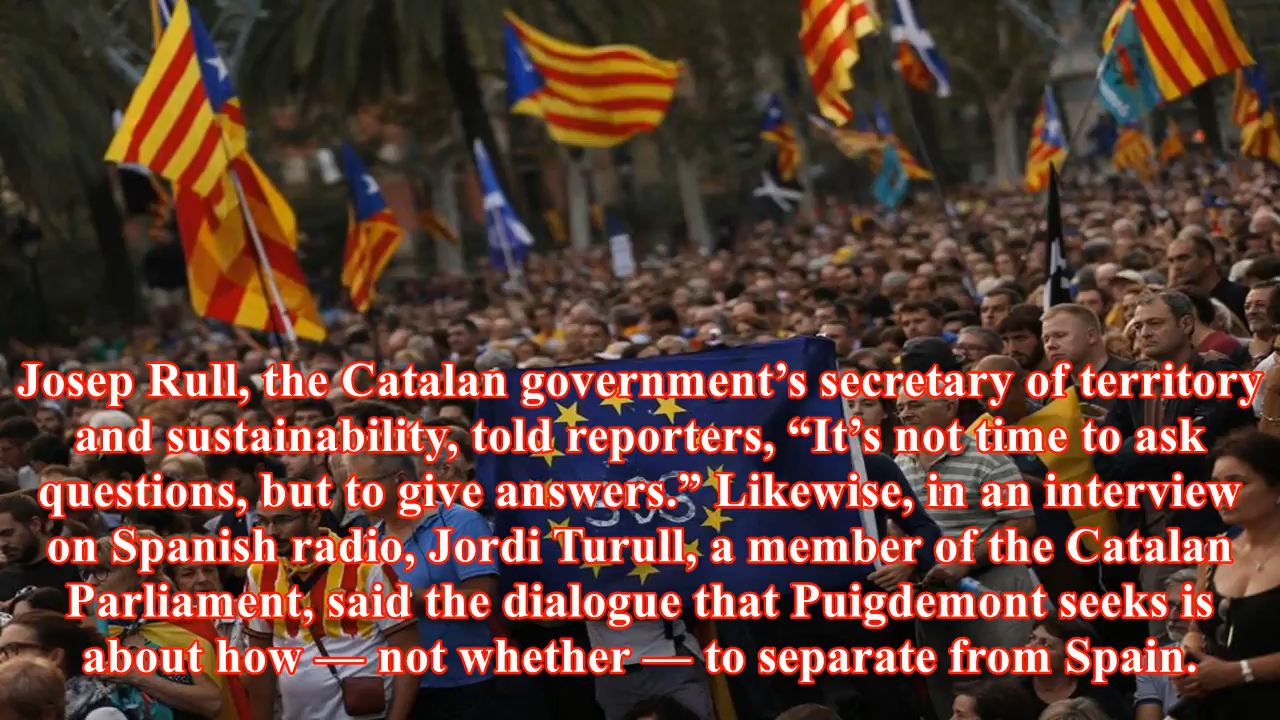 Josep Rull, the Catalan government’s secretary of territory
and sustainability, told reporters, “It’s not time to ask
questions, but to give answers.” Likewise, in an interview
on Spanish radio, Jordi Turull, a member of the Catalan
Parliament, said the dialogue that Puigdemont seeks is
about how — not whether — to separate from Spain.
SOS